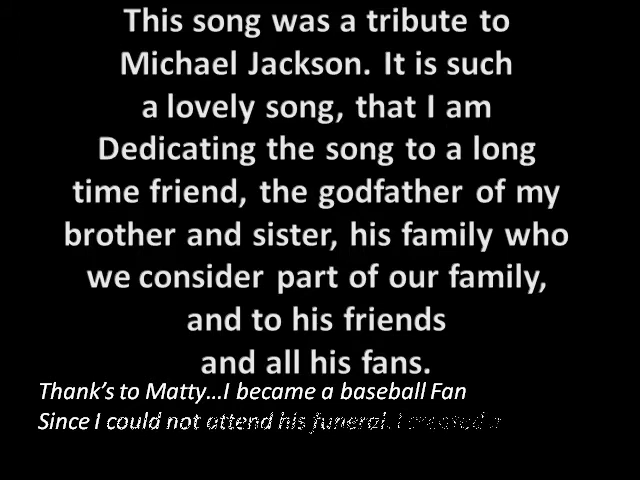 This song was a tribute to
Michael Jackson. It is such
a lovely song, that I am
Dedicating the song to a long
time friend, the godfather of my
brother and sister, his family who
we consider part of our family,
and to his friends
and all his fans.
Thank's to Matty...I became a baseball Fan
Since I could not attend his funeral. I created a